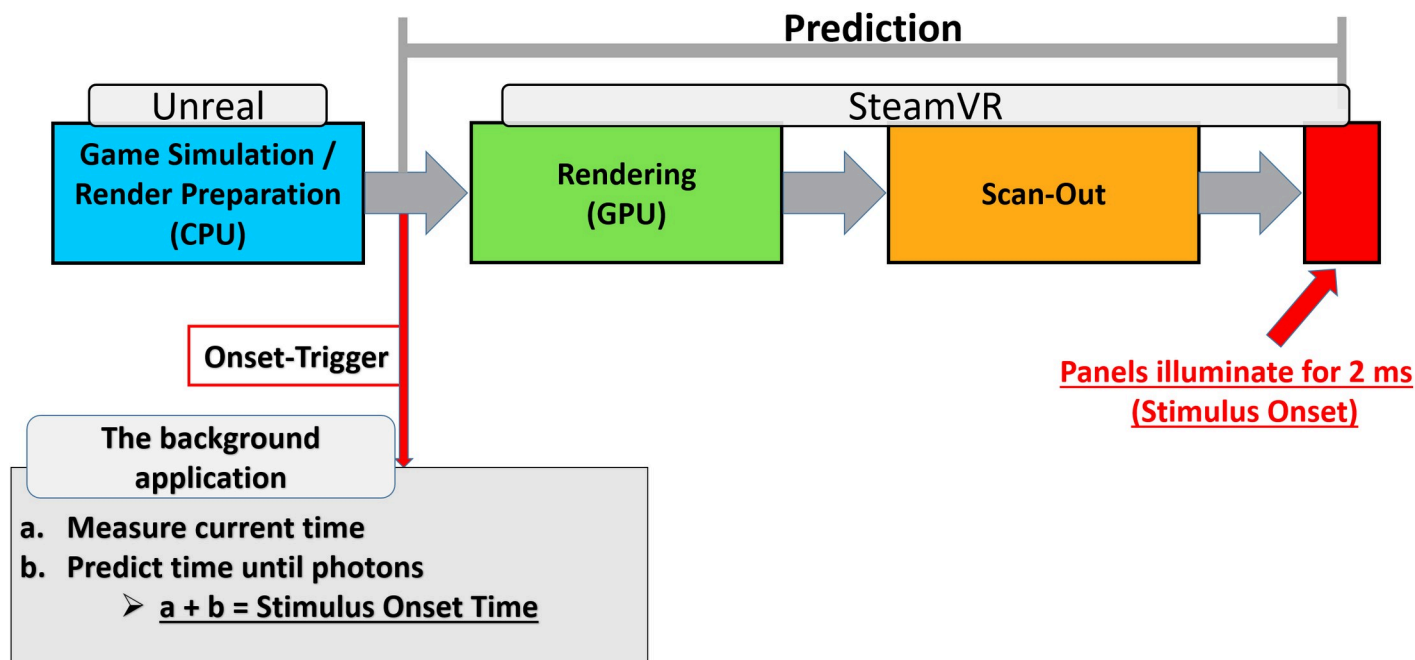 Prediction
Unreal
SteamVR
Game Simulation /
Render Preparation
(CPU)
Rendering
(GPU)
Scan-Out
Onset-Trigger
Panels illuminate for 2 ms
(Stimulus Onset)
The background
application
a. Measure current time
b. Predict time until photons
➢ a + b = Stimulus Onset Time